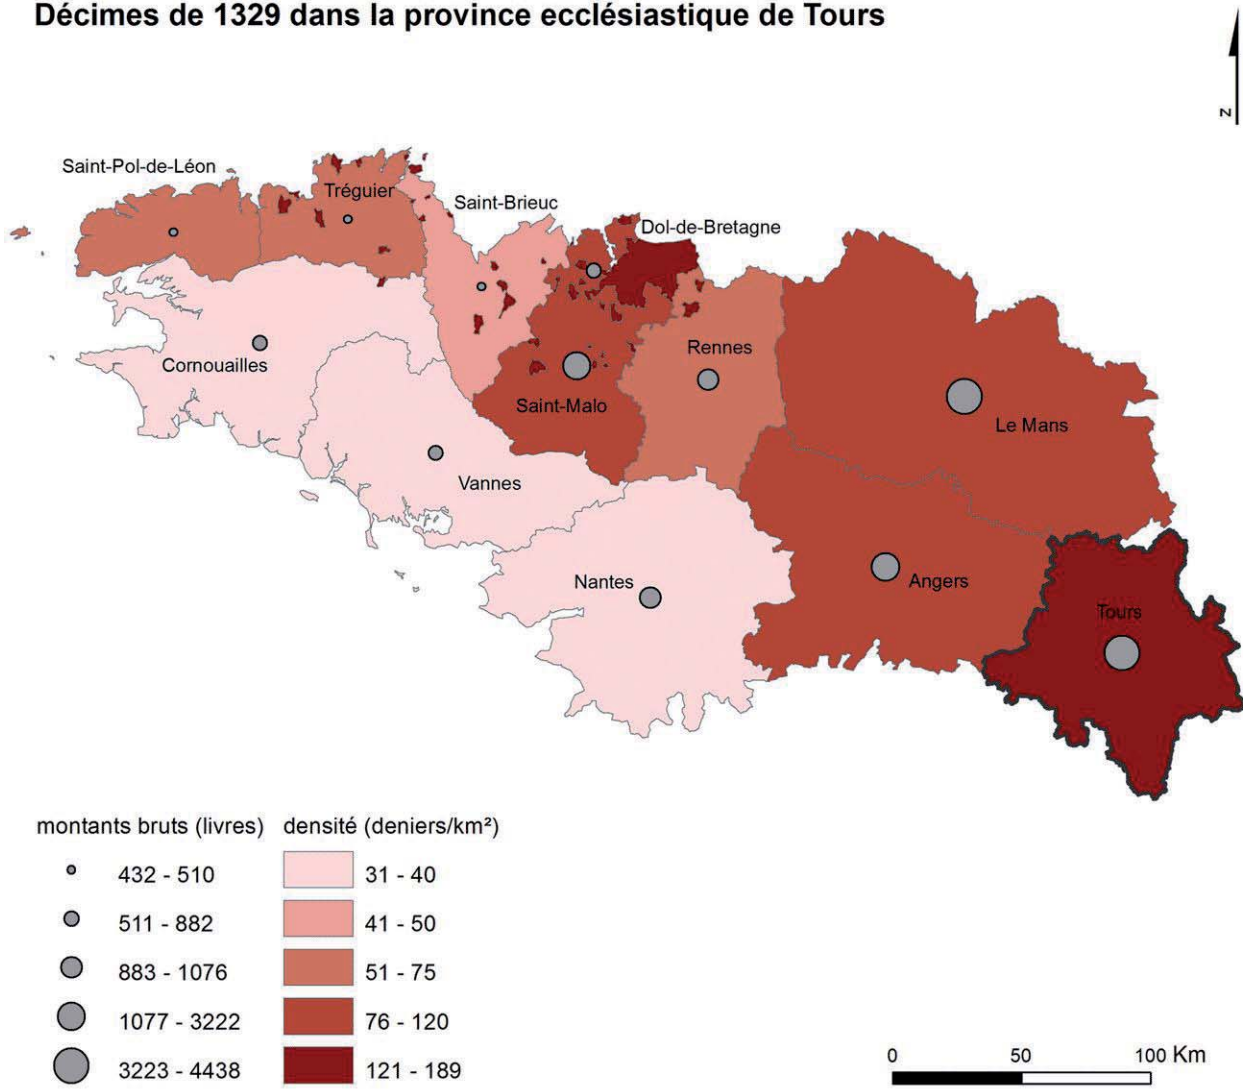 Décimes de 1329 dans la province ecclésiastique de Tours
N
Saint-Pol-de-Léon
Tréguier
Saint-Brieuc
Dol-de-Bretagne
Rennes
Cornouailles
Saint-Malo
Le Mans
Vannes
Nantes
Angers
Tours
montants bruts (livres) densité (deniers/km²)
432 - 510 31 - 40
511 - 882 41 - 50
883 - 1076 51 - 75
1077 - 3222 76 - 120
3223 - 4438 121 - 189
0 50 100 Km